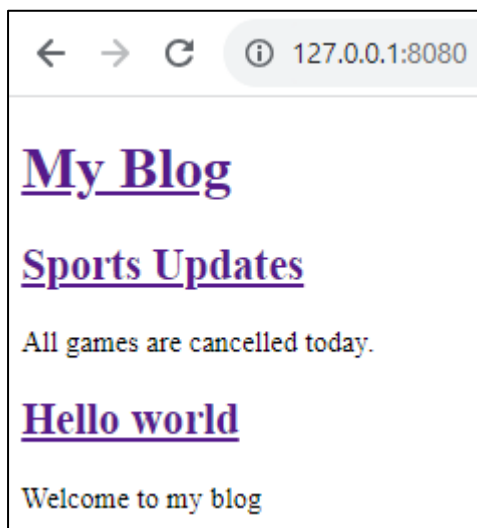 127.0.0.1:8080
My Blog
Sports Updates
All games are cancelled today.
Hello world
Welcome to my blog